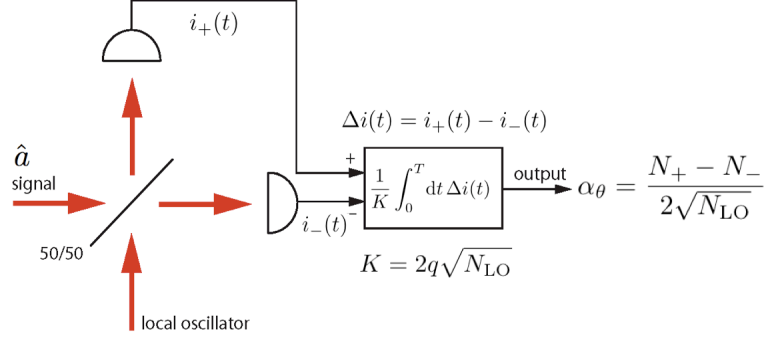 i₊(t)
Δi(t) = i₊(t) − i₋(t)
â
signal
+
1/K ∫₀ᵀ dt Δi(t)
output
α_θ = (N₊ − N₋)/(2√N_LO)
i₋(t)
−
50/50
K = 2q√N_LO
local oscillator